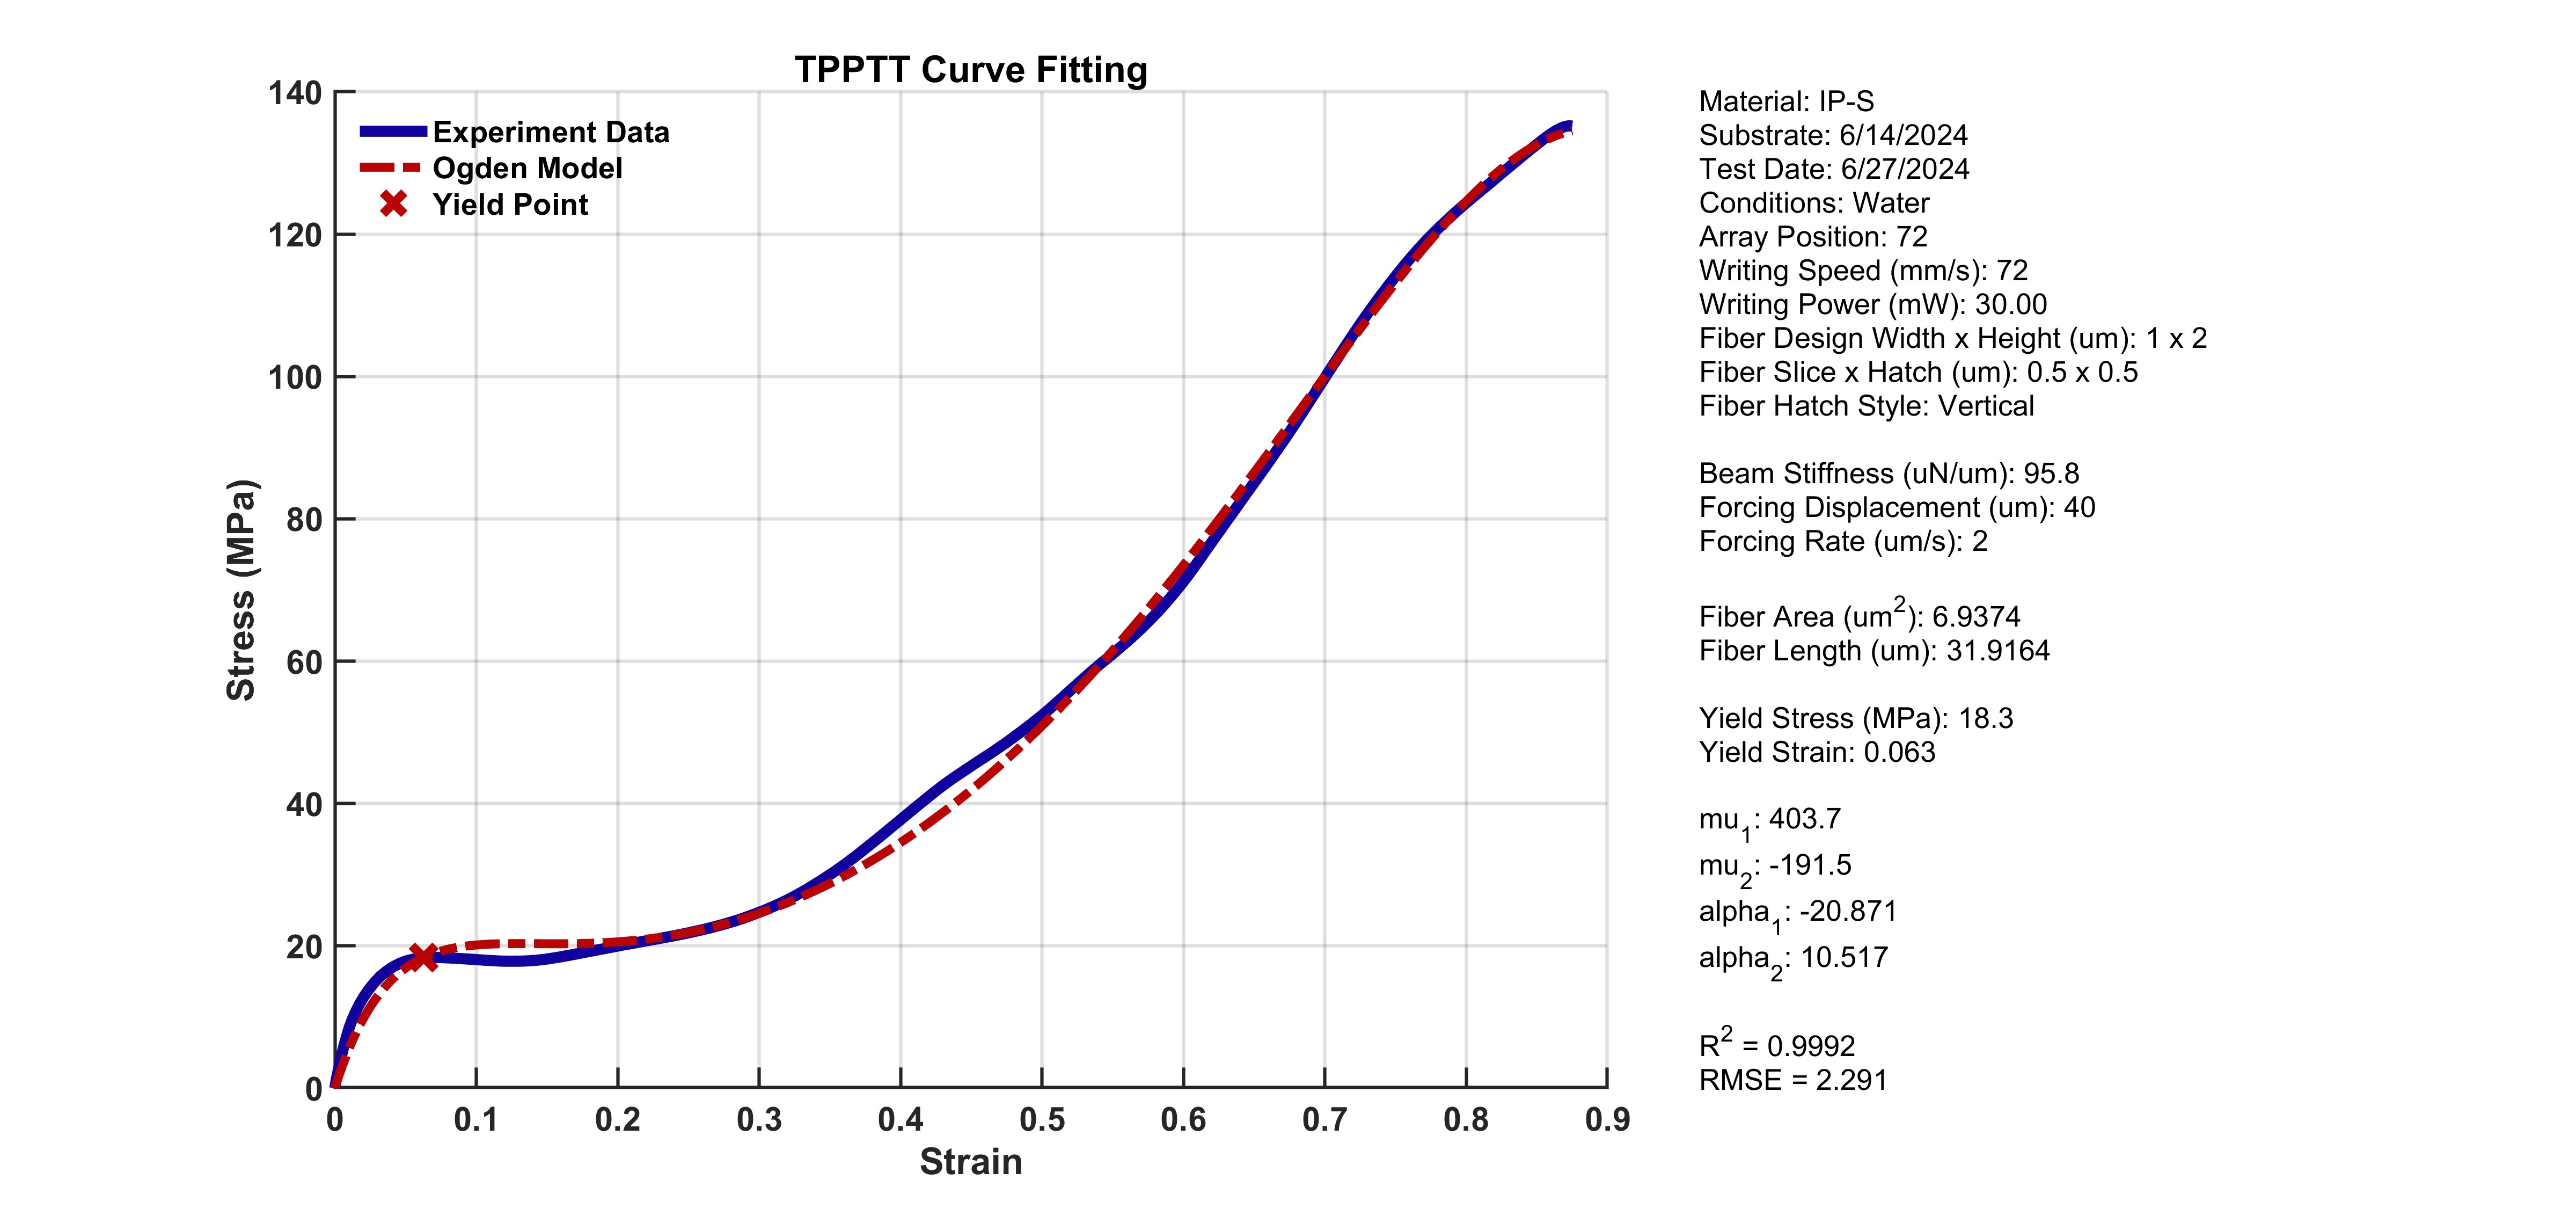 TPPTT Curve Fitting
140
120
100
80
60
40
20
0
Stress (MPa)
Experiment Data
Ogden Model
Yield Point
0 0.1 0.2 0.3 0.4 0.5 0.6 0.7 0.8 0.9
Strain
Material: IP-S
Substrate: 6/14/2024
Test Date: 6/27/2024
Conditions: Water
Array Position: 72
Writing Speed (mm/s): 72
Writing Power (mW): 30.00
Fiber Design Width x Height (um): 1 x 2
Fiber Slice x Hatch (um): 0.5 x 0.5
Fiber Hatch Style: Vertical
Beam Stiffness (uN/um): 95.8
Forcing Displacement (um): 40
Forcing Rate (um/s): 2
Fiber Area (um²): 6.9374
Fiber Length (um): 31.9164
Yield Stress (MPa): 18.3
Yield Strain: 0.063
mu₁: 403.7
mu₂: -191.5
alpha₁: -20.871
alpha₂: 10.517
R² = 0.9992
RMSE = 2.291